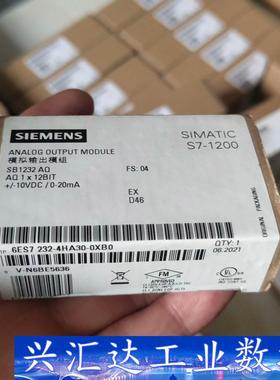 SIEMENS
SIMATIC
S7-1200
ANALOG OUTPUT MODULE
模拟输出模组
SB1232 AQ
AQ 1 x 12BIT
+/-10VDC / 0-20mA
FS: 04
EX
D46
6ES7 232-4HA30-0XB0
QTY: 1
06.2021
S V-N6BE5636
FM
APPROVED
兴汇达工业数